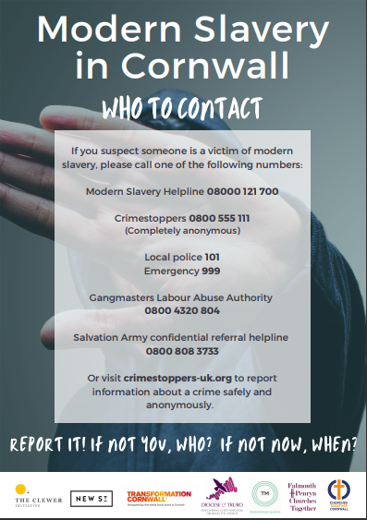 Modern Slavery
in Cornwall
WHO TO CONTACT
If you suspect someone is a victim of modern
slavery, please call one of the following numbers:
Modern Slavery Helpline 08000 121 700
Crimestoppers 0800 555 111
(Completely anonymous)
Local police 101
Emergency 999
Gangmasters Labour Abuse Authority
0800 4320 804
Salvation Army confidential referral helpline
0800 808 3733
Or visit crimestoppers-uk.org to report
information about a crime safely and
anonymously.
REPORT IT! IF NOT YOU, WHO? IF NOT NOW, WHEN?
THE CLEWER
INITIATIVE
NEW ST
TRANSFORMATION
CORNWALL
DIOCESE OF TRURO
TM
Falmouth
& Penryn
Churches
Together
CHURCHES
TOGETHER
CORNWALL